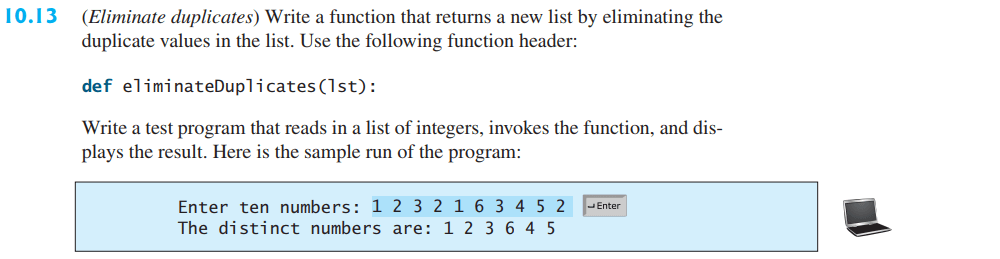 10.13 (Eliminate duplicates) Write a function that returns a new list by eliminating the
duplicate values in the list. Use the following function header:
def eliminateDuplicates(lst):
Write a test program that reads in a list of integers, invokes the function, and dis-
plays the result. Here is the sample run of the program:
Enter ten numbers: 1 2 3 2 1 6 3 4 5 2 ↵Enter
The distinct numbers are: 1 2 3 6 4 5